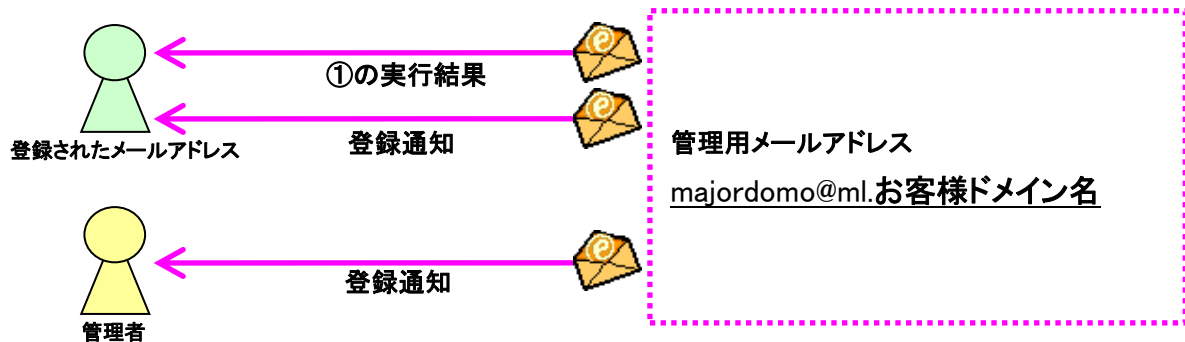 ①の実行結果
登録通知
登録されたメールアドレス
管理用メールアドレス
majordomo@ml.お客様ドメイン名
登録通知
管理者